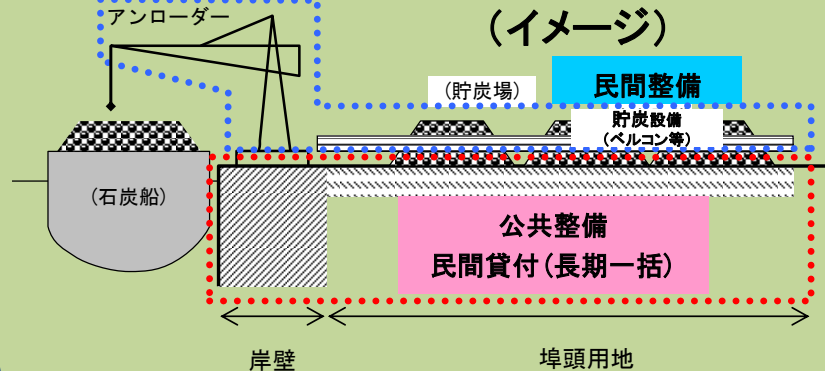 アンローダー
（イメージ）
民間整備
(貯炭場)
貯炭設備
(ベルコン等)
(石炭船)
公共整備
民間貸付(長期一括)
岸壁
埠頭用地